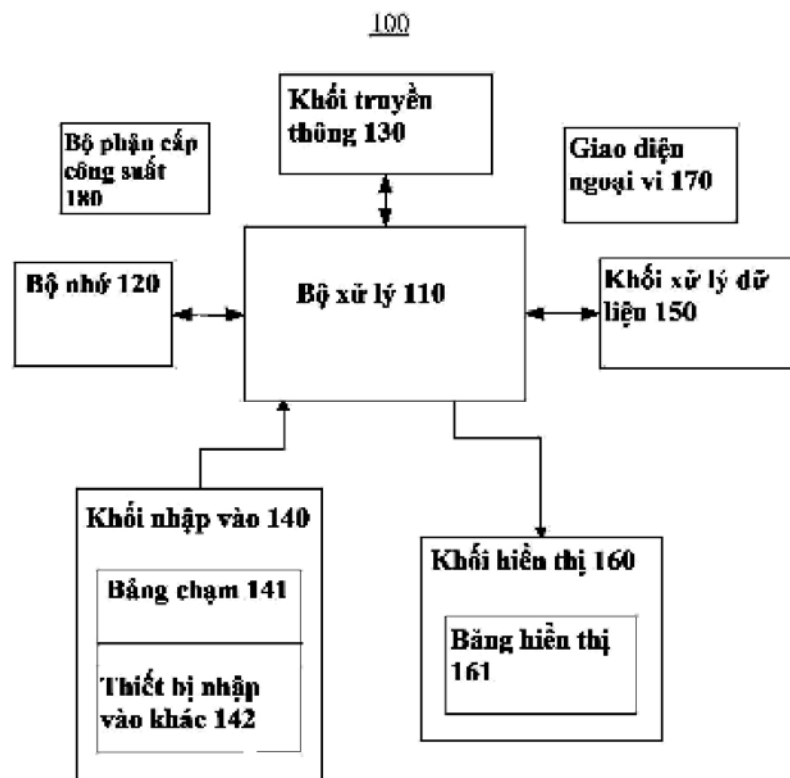 100
Khối truyền
thông 130
Bộ phận cấp
công suất
180
Giao diện
ngoại vi 170
Bộ nhớ 120
Bộ xử lý 110
Khối xử lý dữ
liệu 150
Khối nhập vào 140
Bảng chạm 141
Thiết bị nhập
vào khác 142
Khối hiển thị 160
Băng hiển thị
161